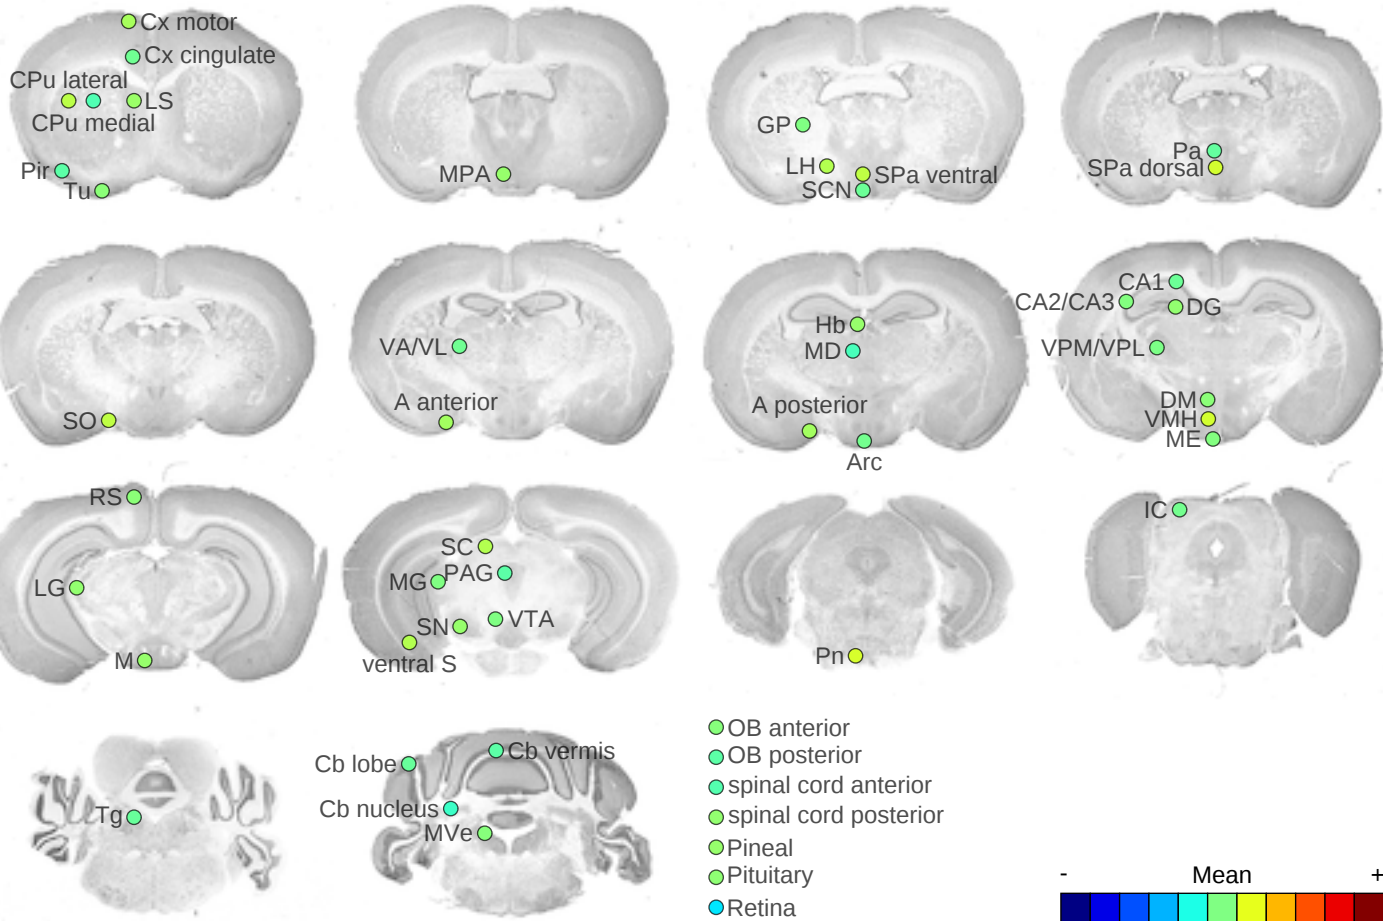 Cx motor
Cx cingulate
CPu lateral
LS
CPu medial
Pir
Tu
MPA
GP
LH
SPa ventral
SCN
Pa
SPa dorsal
SO
VA/VL
A anterior
Hb
MD
A posterior
Arc
CA1
CA2/CA3
DG
VPM/VPL
DM
VMH
ME
RS
LG
M
SC
PAG
MG
VTA
SN
ventral S
Pn
IC
Tg
Cb vermis
Cb lobe
Cb nucleus
MVe
OB anterior
OB posterior
spinal cord anterior
spinal cord posterior
Pineal
Pituitary
Retina
- Mean +